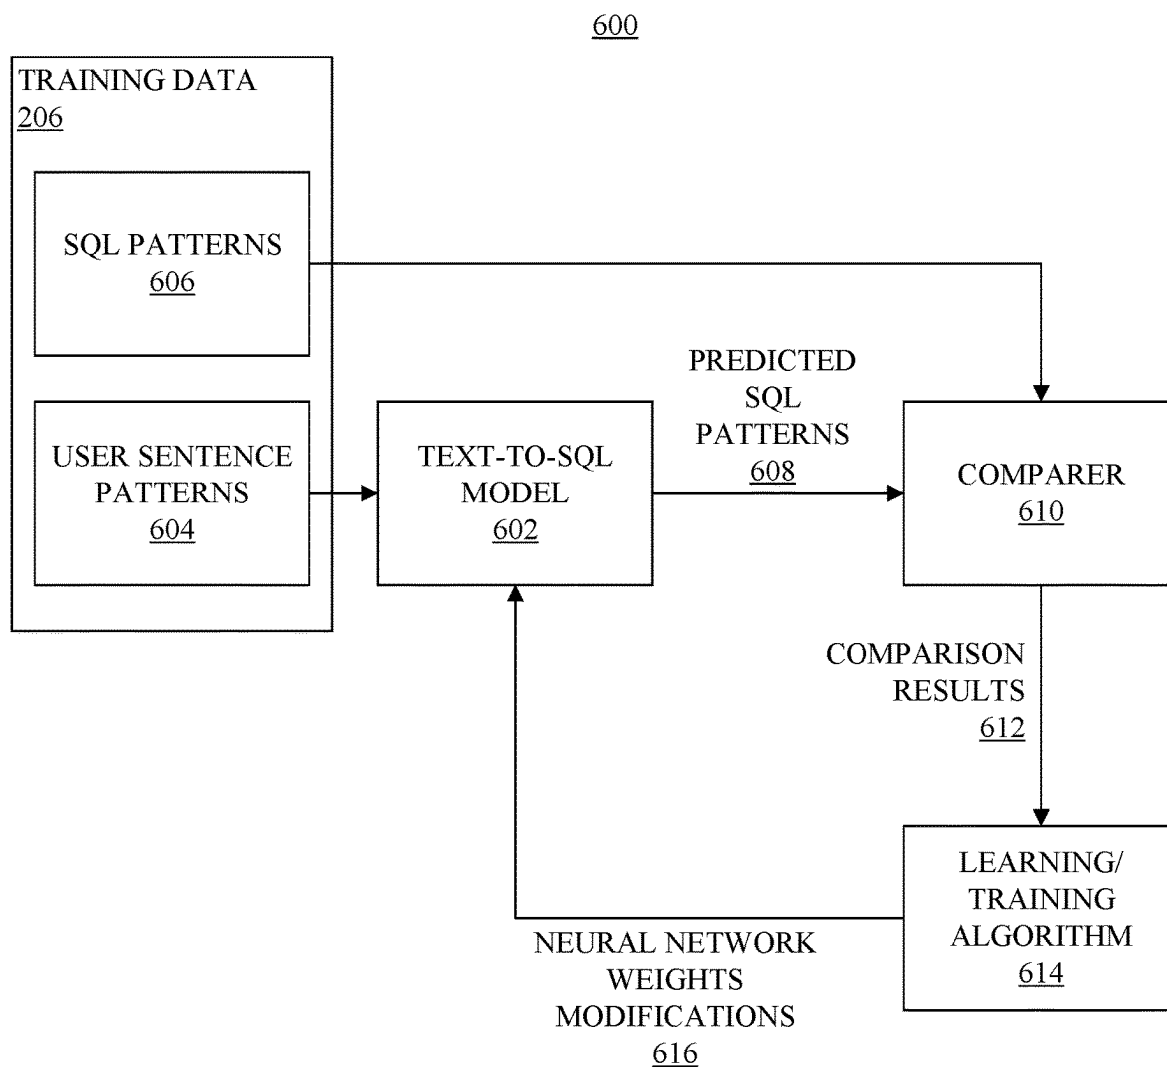 600
TRAINING DATA
206
SQL PATTERNS
606
USER SENTENCE
PATTERNS
604
TEXT-TO-SQL
MODEL
602
PREDICTED
SQL
PATTERNS
608
COMPARER
610
COMPARISON
RESULTS
612
LEARNING/
TRAINING
ALGORITHM
614
NEURAL NETWORK
WEIGHTS
MODIFICATIONS
616